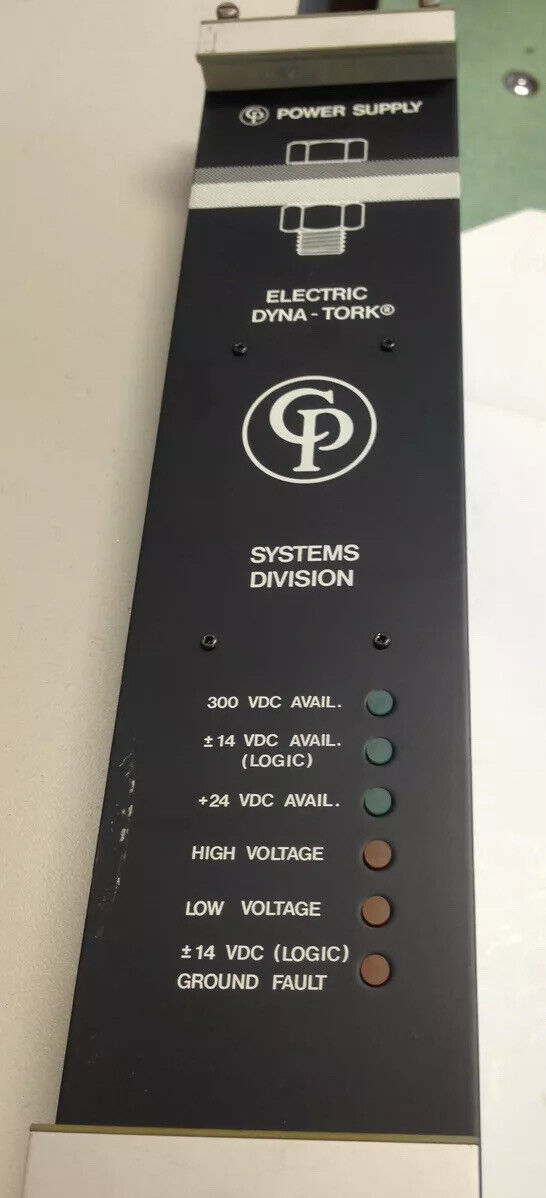 CP POWER SUPPLY
ELECTRIC
DYNA-TORK®
CP
SYSTEMS
DIVISION
300 VDC AVAIL.
±14 VDC AVAIL.
(LOGIC)
+24 VDC AVAIL.
HIGH VOLTAGE
LOW VOLTAGE
±14 VDC (LOGIC)
GROUND FAULT